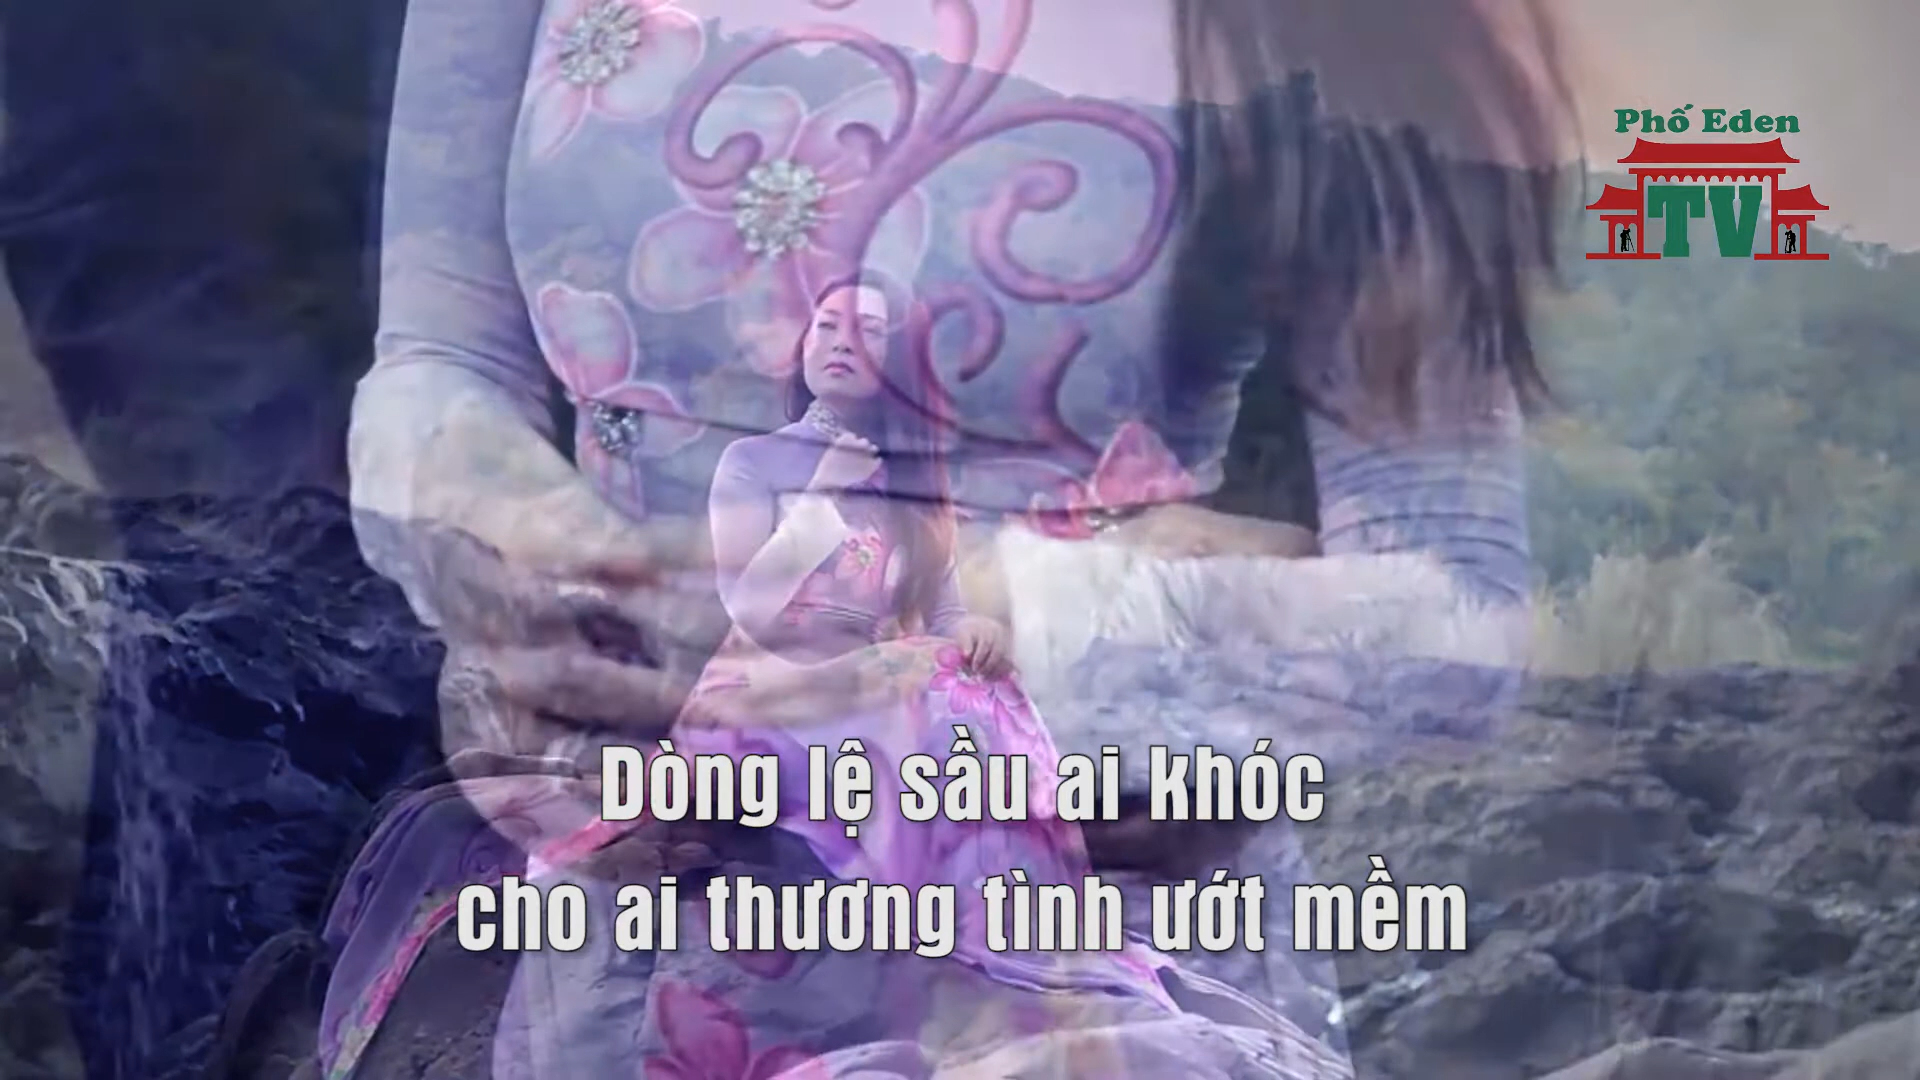 Phố Eden
TV
Dòng lệ sầu ai khóc
cho ai thương tình ướt mềm